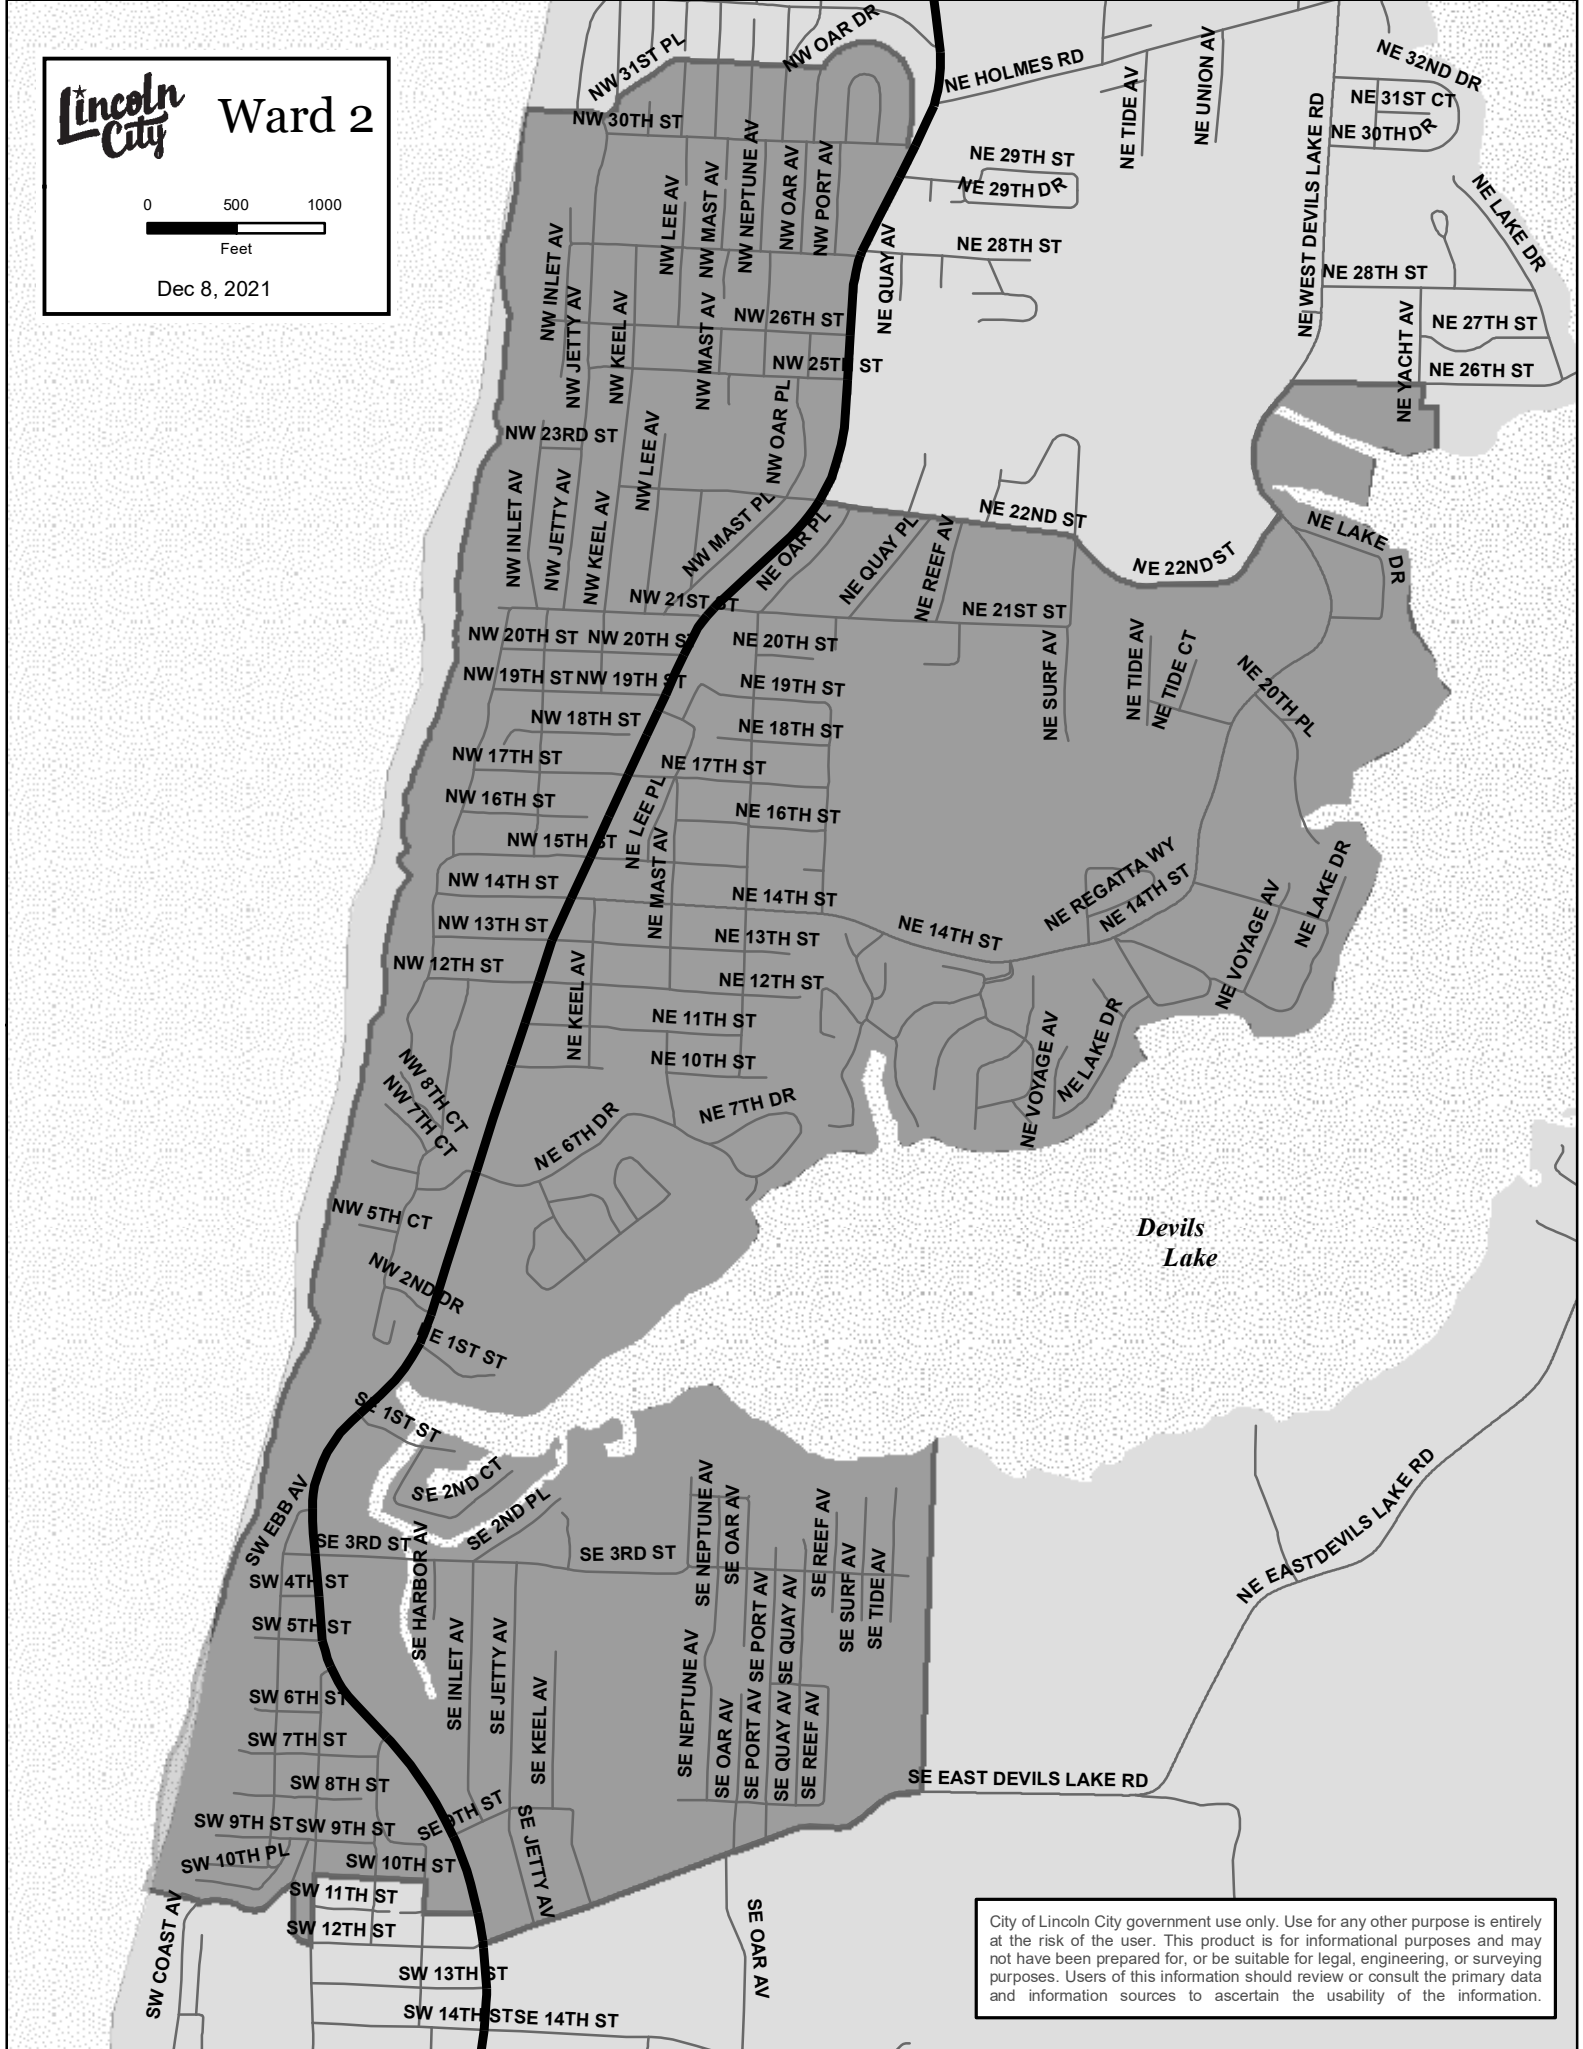 Lincoln
City
Ward 2
0 500 1000
Feet
Dec 8, 2021
NW 31ST PL
NW OAR DR
NE HOLMES RD
NE TIDE AV
NE UNION AV
NE WEST DEVILS LAKE RD
NE 32ND DR
NE 31ST CT
NE 30TH DR
NW 30TH ST
NE 29TH ST
NE 29TH DR
NE LAKE DR
NW INLET AV
NW JETTY AV
NW KEEL AV
NW LEE AV
NW MAST AV
NW NEPTUNE AV
NW OAR AV
NW PORT AV
NE QUAY AV
NE 28TH ST
NE 28TH ST
NE YACHT AV
NE 27TH ST
NE 26TH ST
NW MAST AV
NW 26TH ST
NW 25TH ST
NW OAR PL
NW 23RD ST
NW LEE AV
NW INLET AV
NW JETTY AV
NW KEEL AV
NW MAST PL
NE OAR PL
NE QUAY PL
NE REEF AV
NE 22ND ST
NE 22ND ST
NE LAKE DR
NW 21ST ST
NE 21ST ST
NW 20TH ST
NW 20TH ST
NE 20TH ST
NE SURF AV
NE TIDE AV
NE TIDE CT
NE 20TH PL
NW 19TH ST
NW 19TH ST
NE 19TH ST
NW 18TH ST
NE 18TH ST
NW 17TH ST
NE 17TH ST
NW 16TH ST
NE LEE PL
NE 16TH ST
NW 15TH ST
NE MAST AV
NW 14TH ST
NE 14TH ST
NE REGATTA WY
NE 14TH ST
NE VOYAGE AV
NE LAKE DR
NW 13TH ST
NE 13TH ST
NE 14TH ST
NW 12TH ST
NE KEEL AV
NE 12TH ST
NE 11TH ST
NE 10TH ST
NE VOYAGE AV
NE LAKE DR
NW 8TH CT
NW 7TH CT
NE 6TH DR
NE 7TH DR
NW 5TH CT
Devils
Lake
NW 2ND DR
E 1ST ST
SE 1ST ST
SE 2ND CT
SE 2ND PL
SW EBB AV
SE 3RD ST
SE HARBOR AV
SE 3RD ST
SE NEPTUNE AV
SE OAR AV
SE REEF AV
SE SURF AV
SE TIDE AV
NE EAST DEVILS LAKE RD
SW 4TH ST
SW 5TH ST
SE INLET AV
SE JETTY AV
SE KEEL AV
SE PORT AV
SE QUAY AV
SE NEPTUNE AV
SE OAR AV
SE PORT AV
SE QUAY AV
SE REEF AV
SW 6TH ST
SW 7TH ST
SW 8TH ST
SE EAST DEVILS LAKE RD
SW 9TH ST
SW 9TH ST
SE 9TH ST
SE JETTY AV
SW 10TH PL
SW 10TH ST
SW 11TH ST
SW 12TH ST
SW COAST AV
SE OAR AV
SW 13TH ST
SW 14TH ST
SE 14TH ST
City of Lincoln City government use only. Use for any other purpose is entirely
at the risk of the user. This product is for informational purposes and may
not have been prepared for, or be suitable for legal, engineering, or surveying
purposes. Users of this information should review or consult the primary data
and information sources to ascertain the usability of the information.